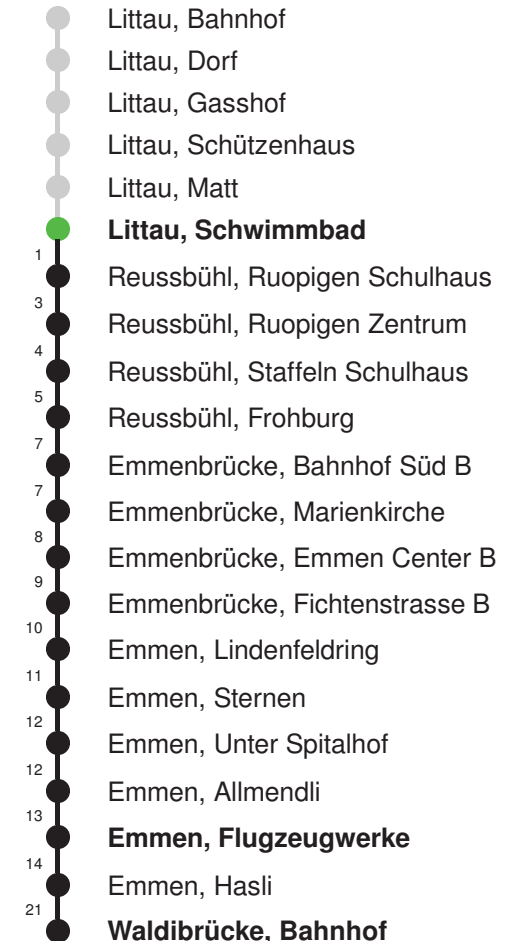 Littau, Bahnhof
Littau, Dorf
Littau, Gasshof
Littau, Schützenhaus
Littau, Matt
Littau, Schwimmbad
1 Reussbühl, Ruopigen Schulhaus
3 Reussbühl, Ruopigen Zentrum
4 Reussbühl, Staffeln Schulhaus
5 Reussbühl, Frohburg
7 Emmenbrücke, Bahnhof Süd B
7 Emmenbrücke, Marienkirche
8 Emmenbrücke, Emmen Center B
9 Emmenbrücke, Fichtenstrasse B
10 Emmen, Lindenfeldring
11 Emmen, Sternen
12 Emmen, Unter Spitalhof
12 Emmen, Allmendli
13 Emmen, Flugzeugwerke
14 Emmen, Hasli
21 Waldibrücke, Bahnhof